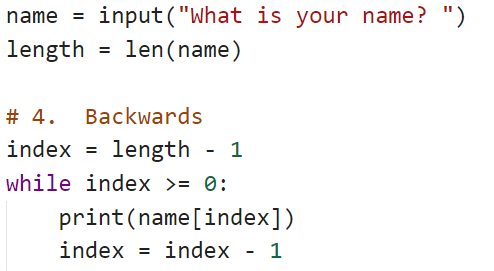 name = input("What is your name? ")
length = len(name)

# 4.  Backwards
index = length - 1
while index >= 0:
    print(name[index])
    index = index - 1